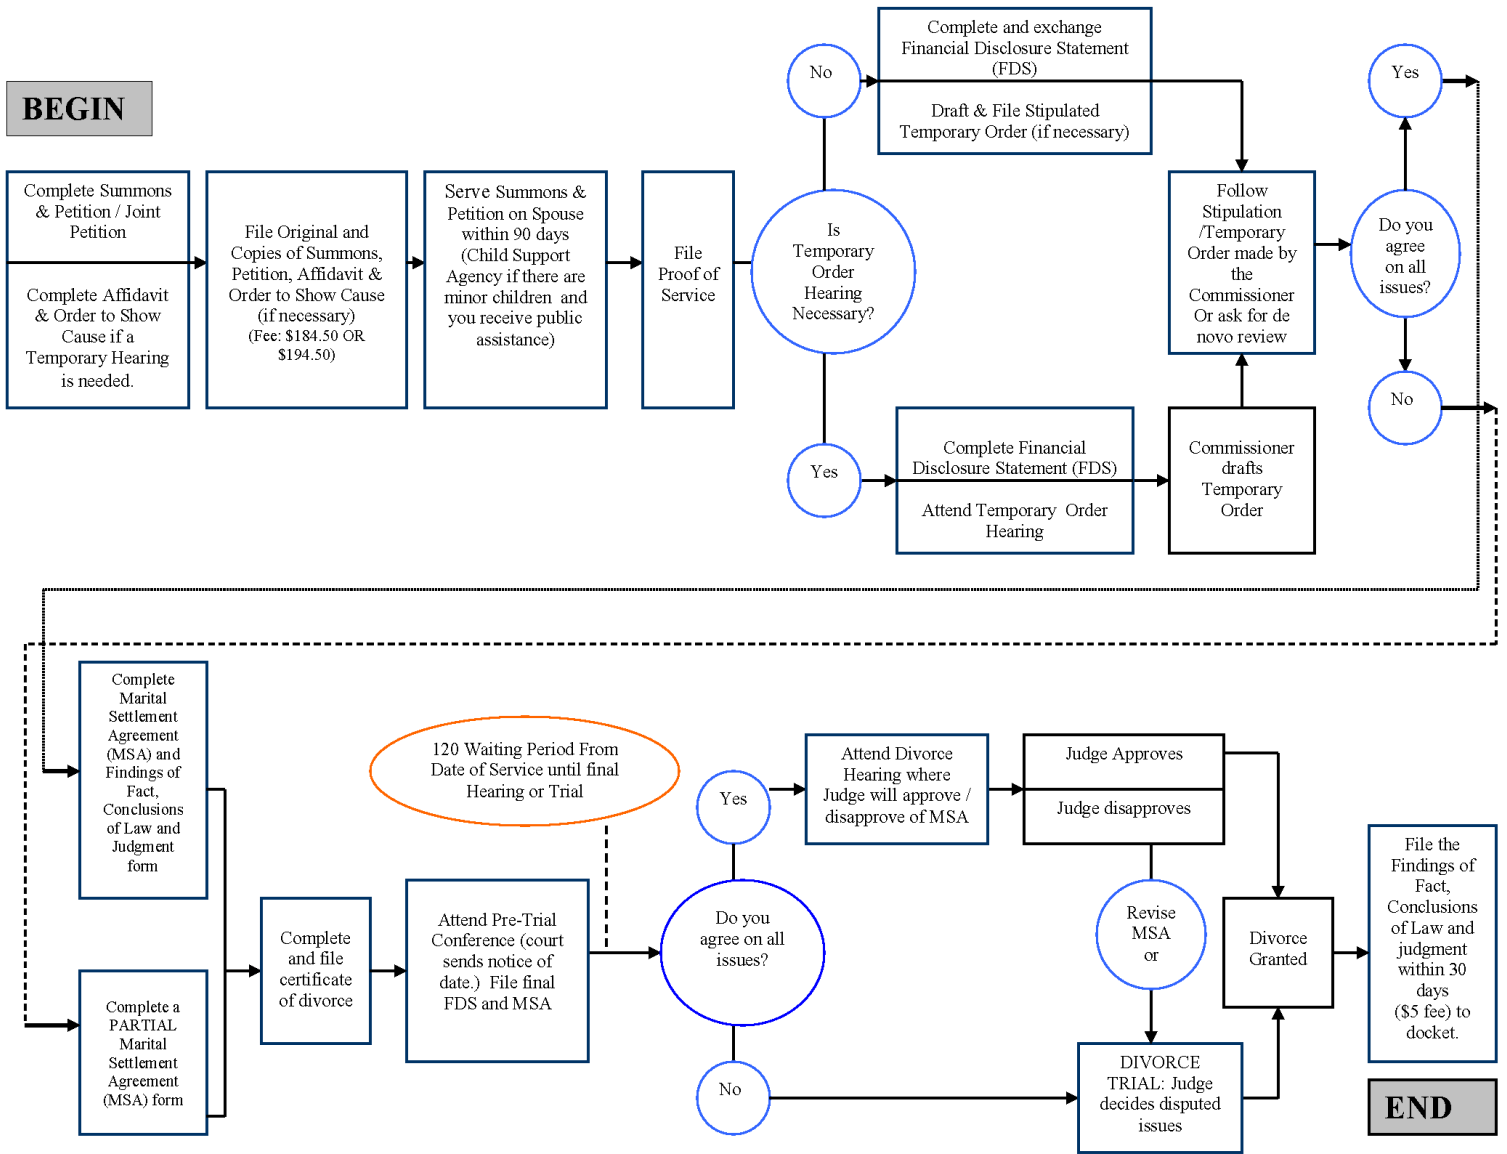 BEGIN
Complete Summons
& Petition / Joint
Petition
Complete Affidavit
& Order to Show
Cause if a
Temporary Hearing
is needed.
File Original and
Copies of Summons,
Petition, Affidavit &
Order to Show Cause
(if necessary)
(Fee: $184.50 OR
$194.50)
Serve Summons &
Petition on Spouse
within 90 days
(Child Support
Agency if there are
minor children  and
you receive public
assistance)
File
Proof of
Service
Is
Temporary
Order
Hearing
Necessary?
No
Complete and exchange
Financial Disclosure Statement
(FDS)
Draft & File Stipulated
Temporary Order (if necessary)
Yes
Complete Financial
Disclosure Statement (FDS)
Attend Temporary  Order
Hearing
Commissioner
drafts
Temporary
Order
Follow
Stipulation
/Temporary
Order made by
the
Commissioner
Or ask for de
novo review
Do you
agree
on all
issues?
Yes
No
Complete
Marital
Settlement
Agreement
(MSA) and
Findings of
Fact,
Conclusions
of Law and
Judgment
form
Complete a
PARTIAL
Marital
Settlement
Agreement
(MSA) form
Complete
and file
certificate
of divorce
Attend Pre-Trial
Conference (court
sends notice of
date.)  File final
FDS and MSA
120 Waiting Period From
Date of Service until final
Hearing or Trial
Do you
agree on all
issues?
Yes
No
Attend Divorce
Hearing where
Judge will approve /
disapprove of MSA
Judge Approves
Judge disapproves
Revise
MSA
or
DIVORCE
TRIAL: Judge
decides disputed
issues
Divorce
Granted
File the
Findings of
Fact,
Conclusions
of Law and
judgment
within 30
days
($5 fee) to
docket.
END